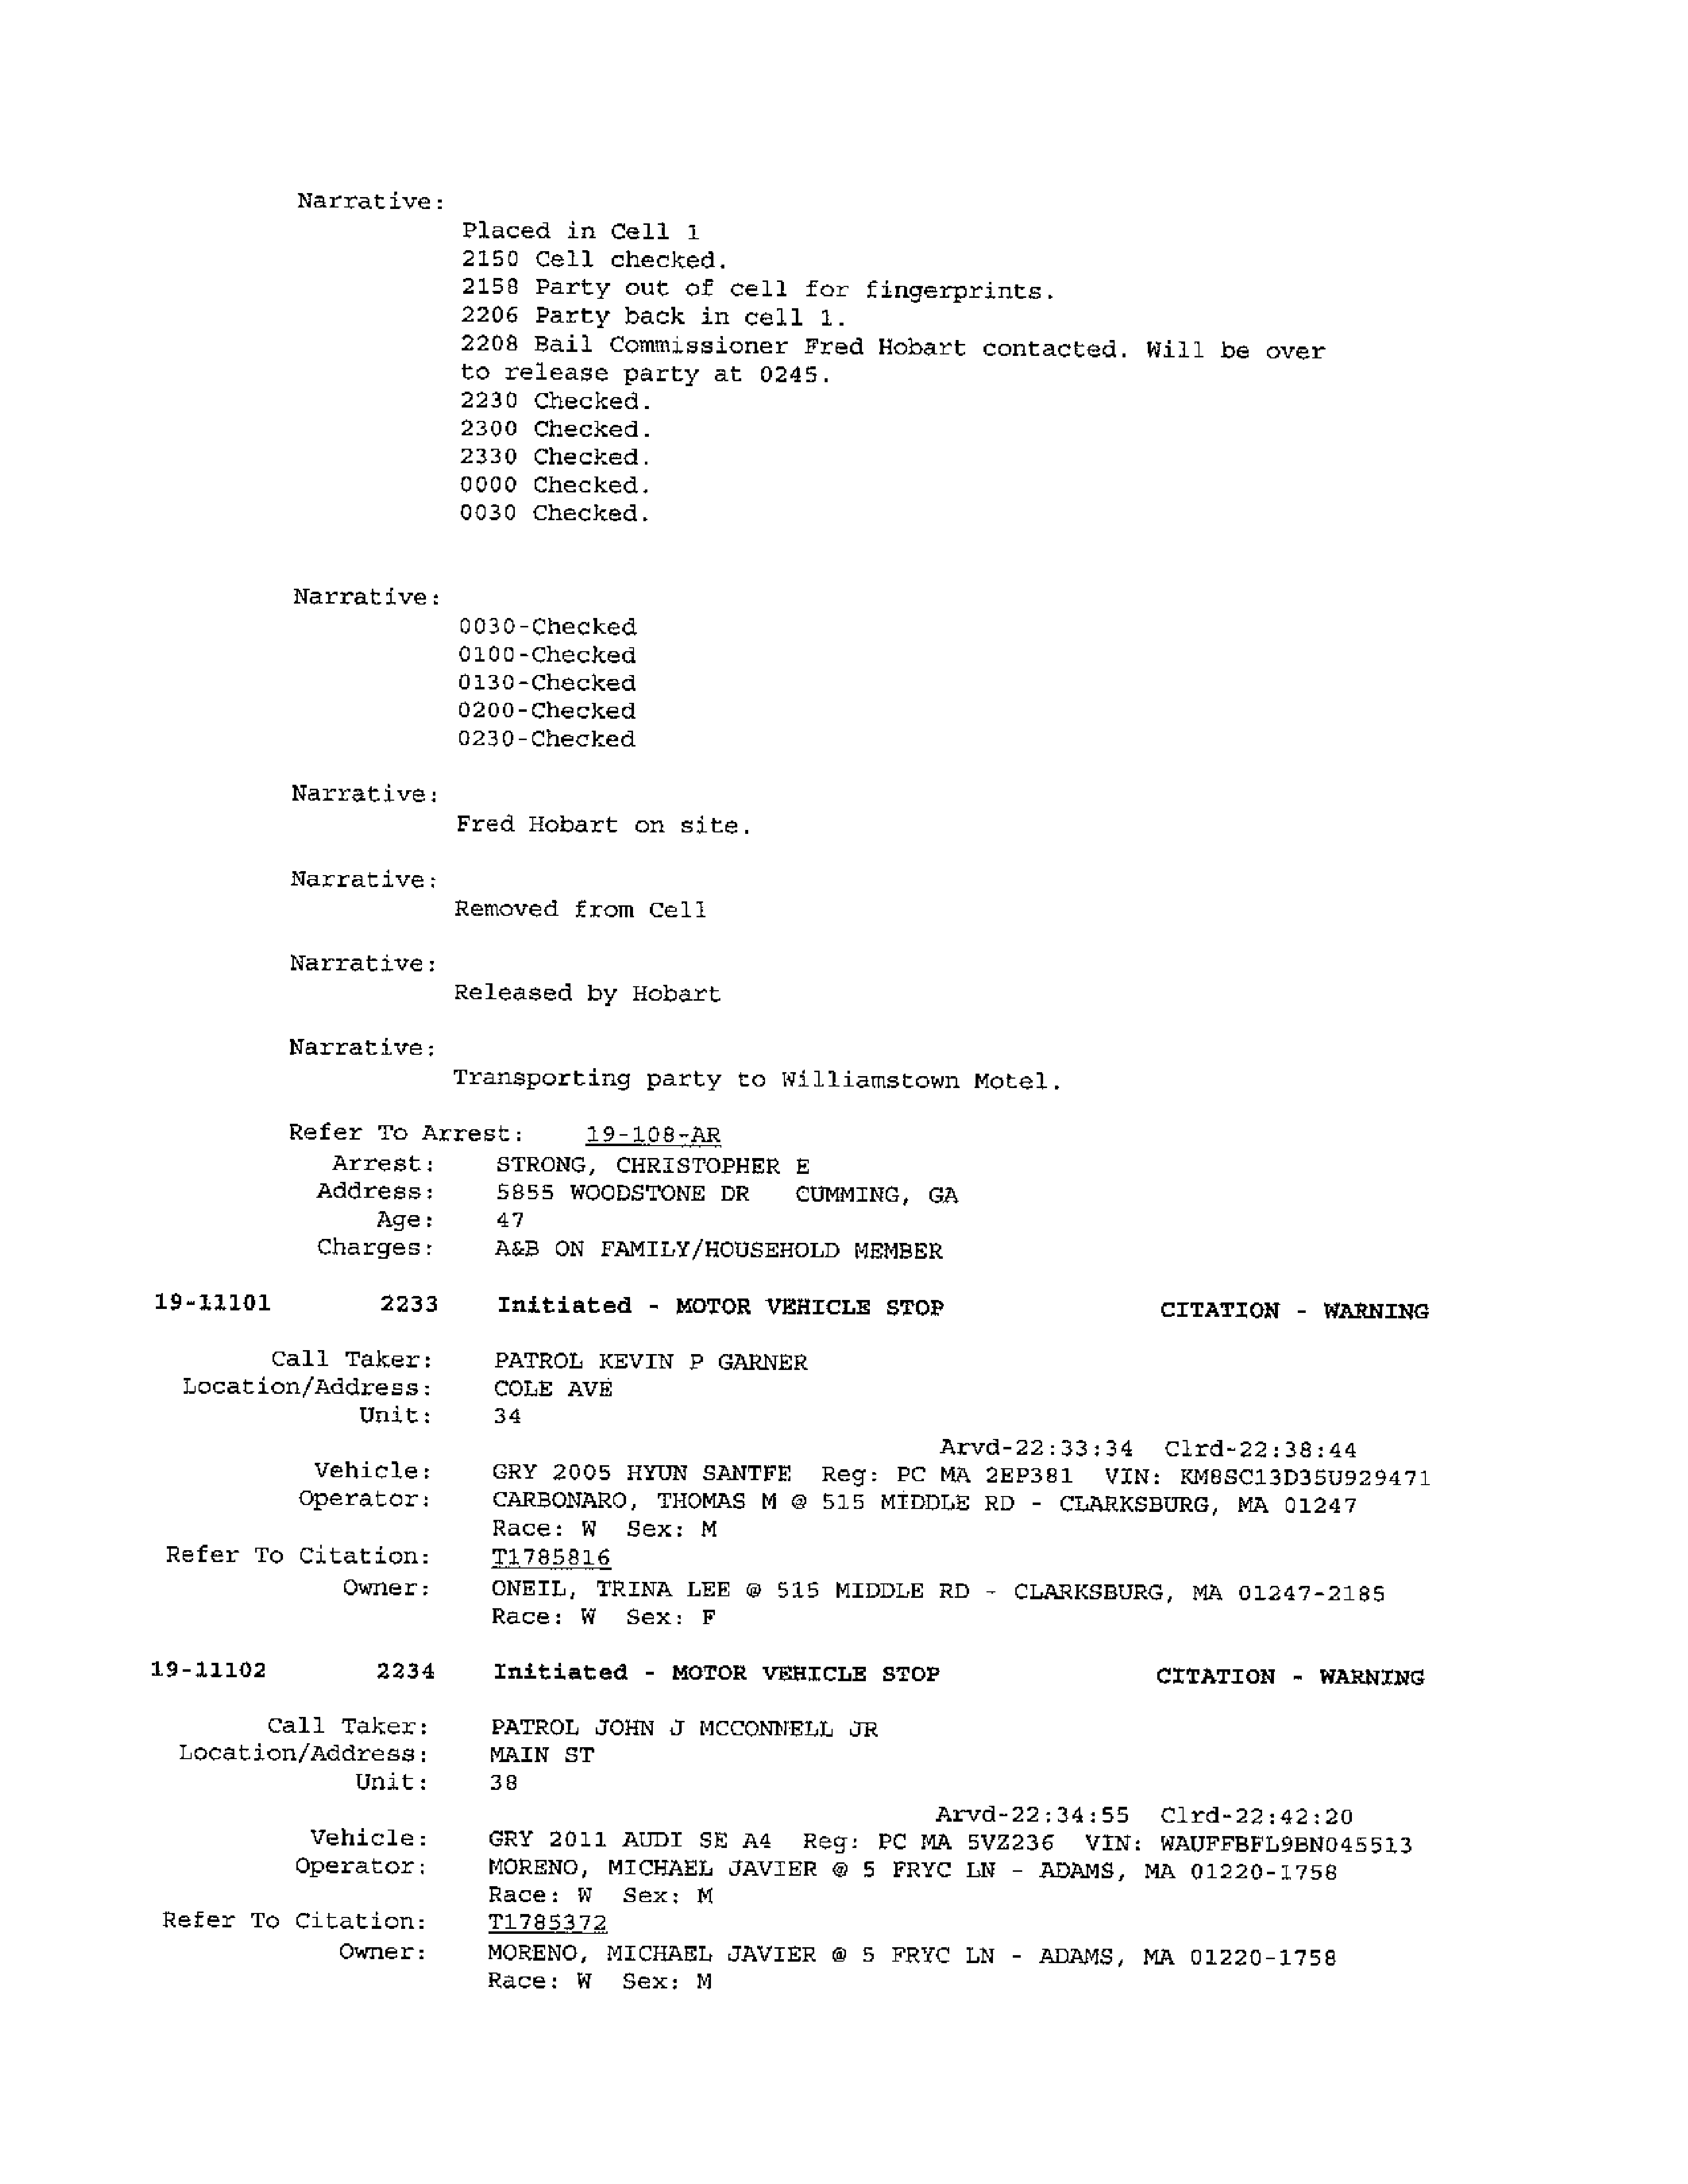 Narrative:
Placed in Cell 1
2150 Cell checked.
2158 Party out of cell for fingerprints.
2206 Party back in cell 1.
2208 Bail Commissioner Fred Hobart contacted. Will be over
to release party at 0245.
2230 Checked.
2300 Checked.
2330 Checked.
0000 Checked.
0030 Checked.
Narrative:
0030-Checked
0100-Checked
0130-Checked
0200-Checked
0230-Checked
Narrative:
Fred Hobart on site.
Narrative:
Removed from Cell
Narrative:
Released by Hobart
Narrative:
Transporting party to Williamstown Motel.
Refer To Arrest: 19-108-AR
Arrest: STRONG, CHRISTOPHER E
Address: 5855 WOODSTONE DR CUMMING, GA
Age: 47
Charges: A&B ON FAMILY/HOUSEHOLD MEMBER
19-11101 2233 Initiated - MOTOR VEHICLE STOP CITATION - WARNING
Call Taker: PATROL KEVIN P GARNER
Location/Address: COLE AVE
Unit: 34
Arvd-22:33:34 Clrd-22:38:44
Vehicle: GRY 2005 HYUN SANTFE Reg: PC MA 2EP381 VIN: KM8SC13D35U929471
Operator: CARBONARO, THOMAS M @ 515 MIDDLE RD - CLARKSBURG, MA 01247
Race: W Sex: M
Refer To Citation: T1785816
Owner: ONEIL, TRINA LEE @ 515 MIDDLE RD - CLARKSBURG, MA 01247-2185
Race: W Sex: F
19-11102 2234 Initiated - MOTOR VEHICLE STOP CITATION - WARNING
Call Taker: PATROL JOHN J MCCONNELL JR
Location/Address: MAIN ST
Unit: 38
Arvd-22:34:55 Clrd-22:42:20
Vehicle: GRY 2011 AUDI SE A4 Reg: PC MA 5VZ236 VIN: WAUFFBFL9BN045513
Operator: MORENO, MICHAEL JAVIER @ 5 FRYC LN - ADAMS, MA 01220-1758
Race: W Sex: M
Refer To Citation: T1785372
Owner: MORENO, MICHAEL JAVIER @ 5 FRYC LN - ADAMS, MA 01220-1758
Race: W Sex: M